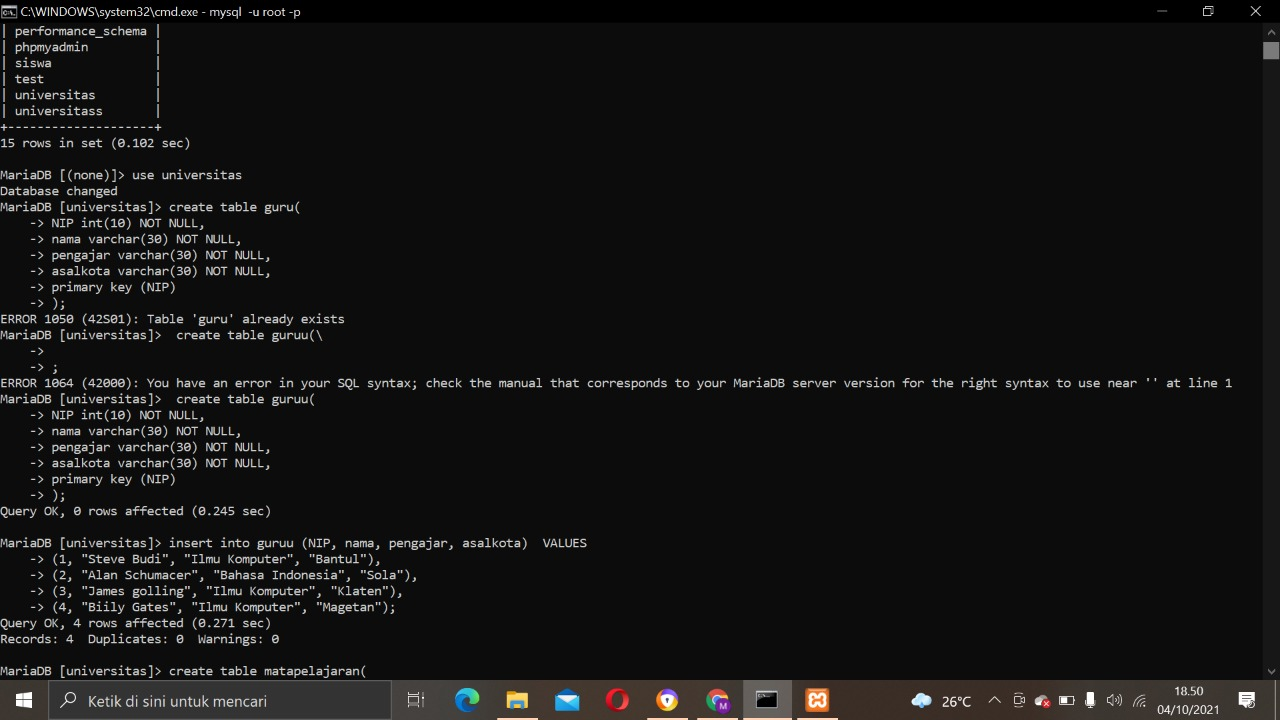 C:\WINDOWS\system32\cmd.exe - mysql  -u root -p
| performance_schema |
| phpmyadmin         |
| siswa              |
| test               |
| universitas        |
| universitass       |
+--------------------+
15 rows in set (0.102 sec)
MariaDB [(none)]> use universitas
Database changed
MariaDB [universitas]> create table guru(
    -> NIP int(10) NOT NULL,
    -> nama varchar(30) NOT NULL,
    -> pengajar varchar(30) NOT NULL,
    -> asalkota varchar(30) NOT NULL,
    -> primary key (NIP)
    -> );
ERROR 1050 (42S01): Table 'guru' already exists
MariaDB [universitas]>  create table guruu(\
    ->
    -> ;
ERROR 1064 (42000): You have an error in your SQL syntax; check the manual that corresponds to your MariaDB server version for the right syntax to use near '' at line 1
MariaDB [universitas]>  create table guruu(
    -> NIP int(10) NOT NULL,
    -> nama varchar(30) NOT NULL,
    -> pengajar varchar(30) NOT NULL,
    -> asalkota varchar(30) NOT NULL,
    -> primary key (NIP)
    -> );
Query OK, 0 rows affected (0.245 sec)
MariaDB [universitas]> insert into guruu (NIP, nama, pengajar, asalkota)  VALUES
    -> (1, "Steve Budi", "Ilmu Komputer", "Bantul"),
    -> (2, "Alan Schumacer", "Bahasa Indonesia", "Sola"),
    -> (3, "James golling", "Ilmu Komputer", "Klaten"),
    -> (4, "Biily Gates", "Ilmu Komputer", "Magetan");
Query OK, 4 rows affected (0.271 sec)
Records: 4  Duplicates: 0  Warnings: 0
MariaDB [universitas]> create table matapelajaran(
Ketik di sini untuk mencari
M
26°C
18.50
04/10/2021